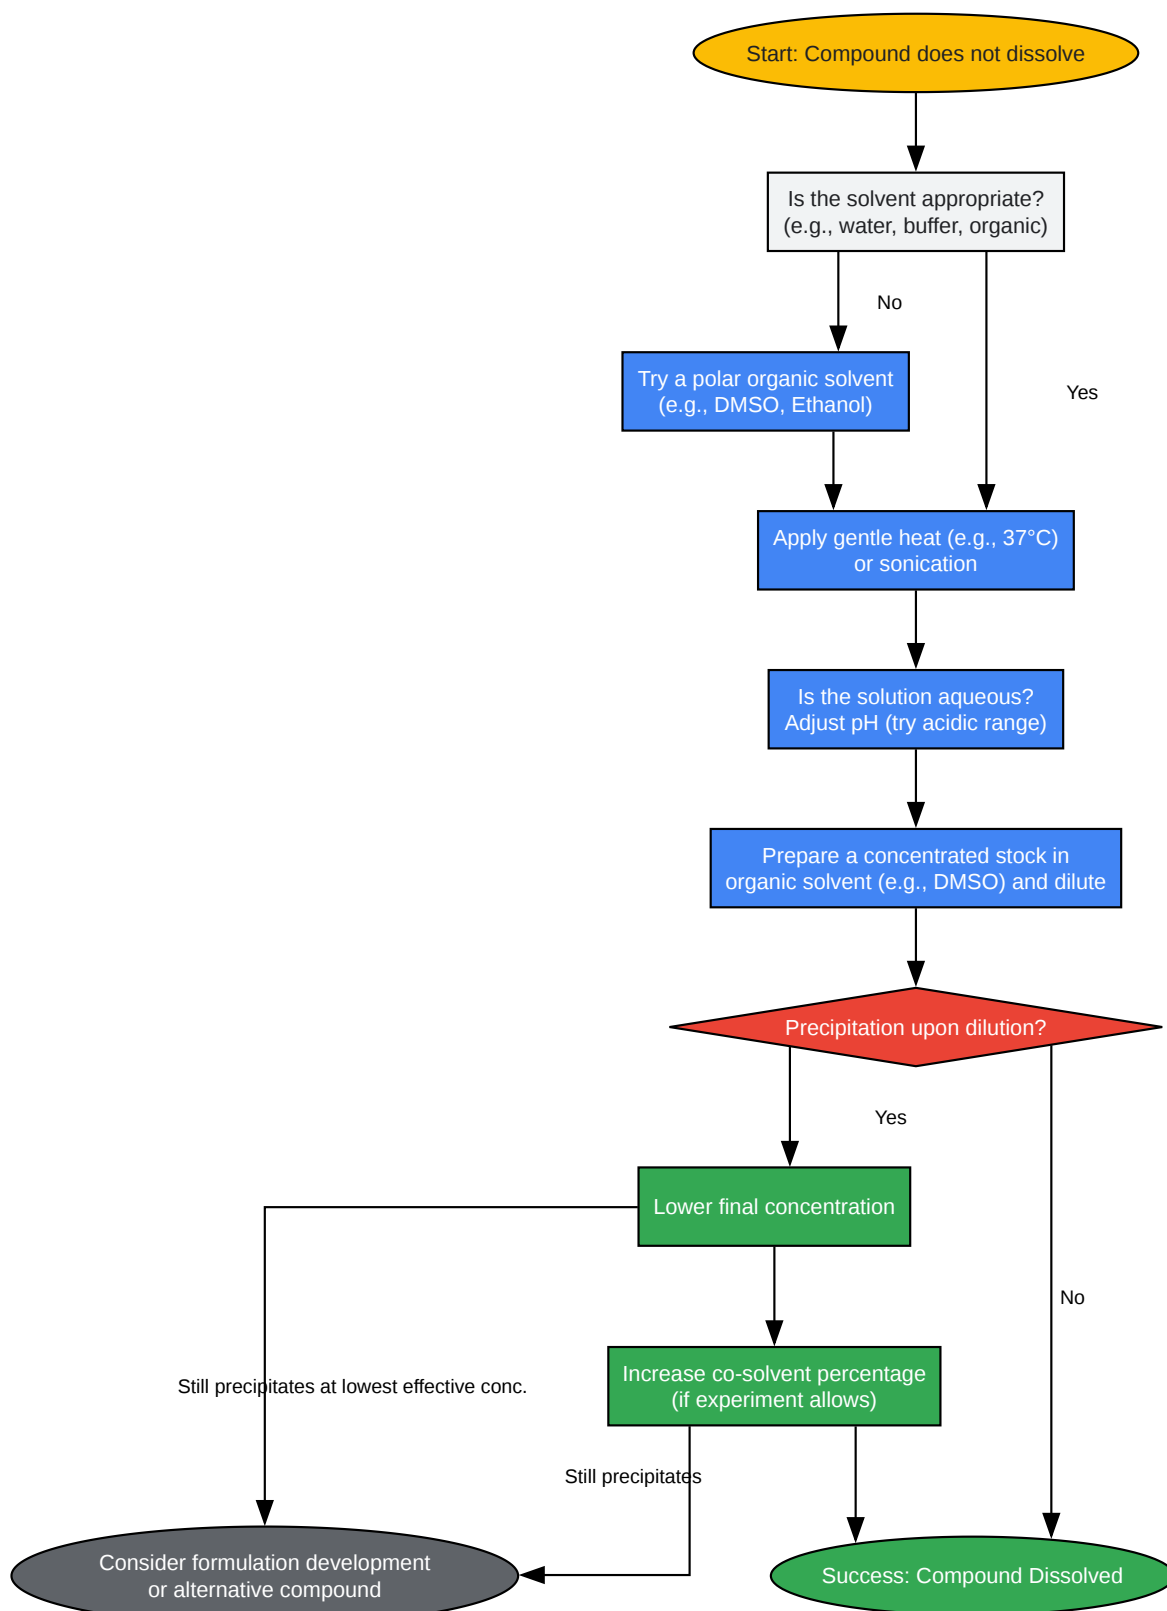 Start: Compound does not dissolve
Is the solvent appropriate?
(e.g., water, buffer, organic)
No
Try a polar organic solvent
(e.g., DMSO, Ethanol)
Yes
Apply gentle heat (e.g., 37°C)
or sonication
Is the solution aqueous?
Adjust pH (try acidic range)
Prepare a concentrated stock in
organic solvent (e.g., DMSO) and dilute
Precipitation upon dilution?
Yes
Lower final concentration
No
Increase co-solvent percentage
(if experiment allows)
Still precipitates at lowest effective conc.
Still precipitates
Consider formulation development
or alternative compound
Success: Compound Dissolved